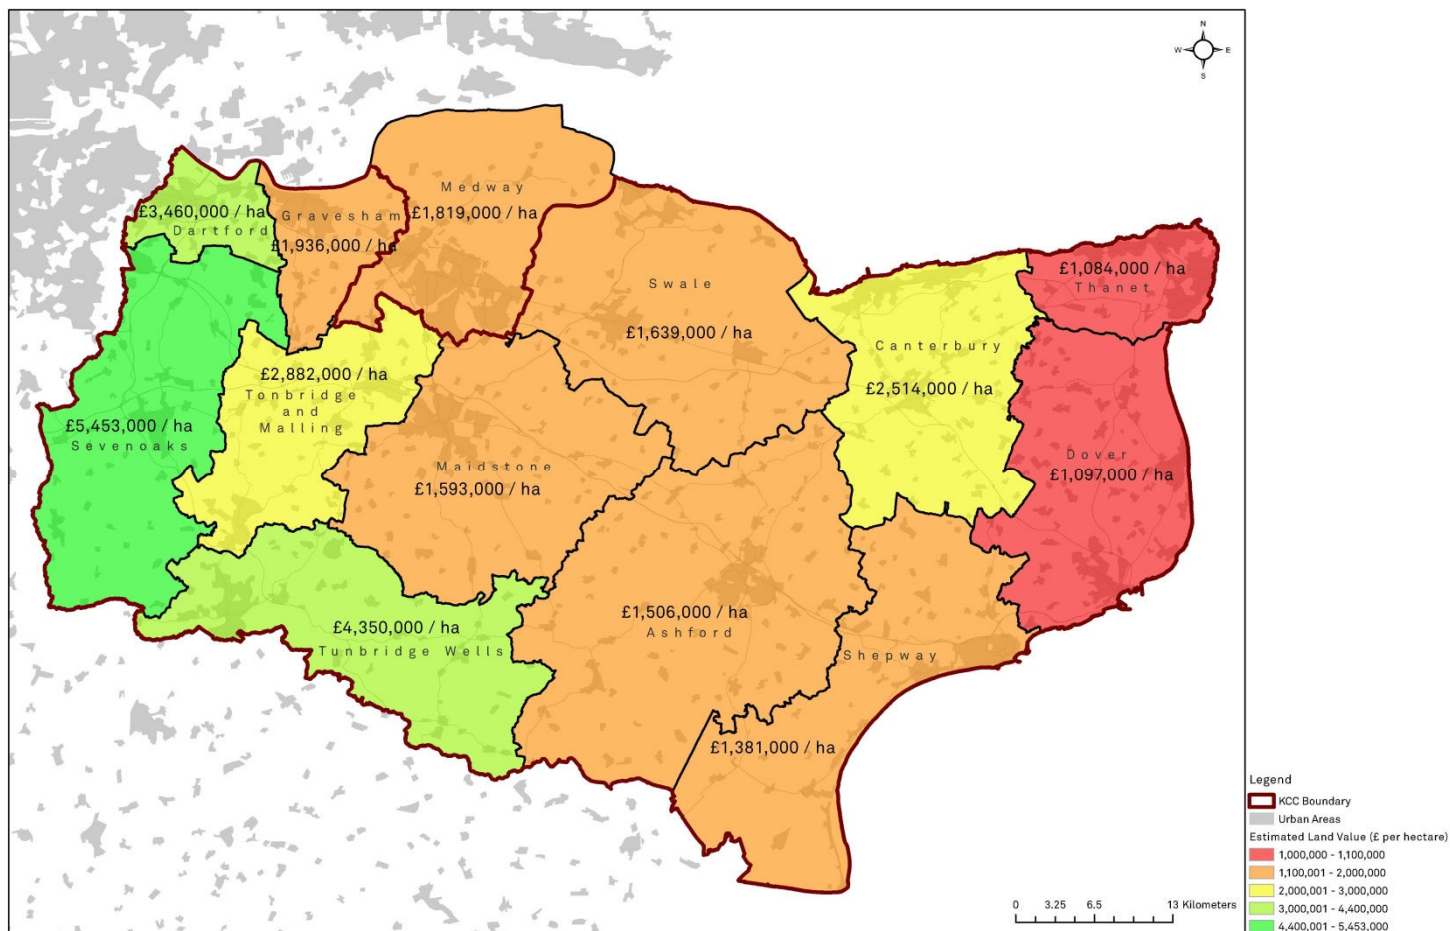 N
W E
S
Medway
£1,819,000 / ha
£3,460,000 / ha
Dartford
Gravesham
£1,936,000 / ha
£1,084,000 / ha
Thanet
Swale
£1,639,000 / ha
Canterbury
£2,514,000 / ha
£2,882,000 / ha
Tonbridge
and
Malling
£5,453,000 / ha
Sevenoaks
Maidstone
£1,593,000 / ha
Dover
£1,097,000 / ha
£1,506,000 / ha
Ashford
£4,350,000 / ha
Tunbridge Wells
Shepway
£1,381,000 / ha
Legend
KCC Boundary
Urban Areas
Estimated Land Value (£ per hectare)
1,000,000 - 1,100,000
1,100,001 - 2,000,000
2,000,001 - 3,000,000
3,000,001 - 4,400,000
4,400,001 - 5,453,000
0 3.25 6.5 13 Kilometers